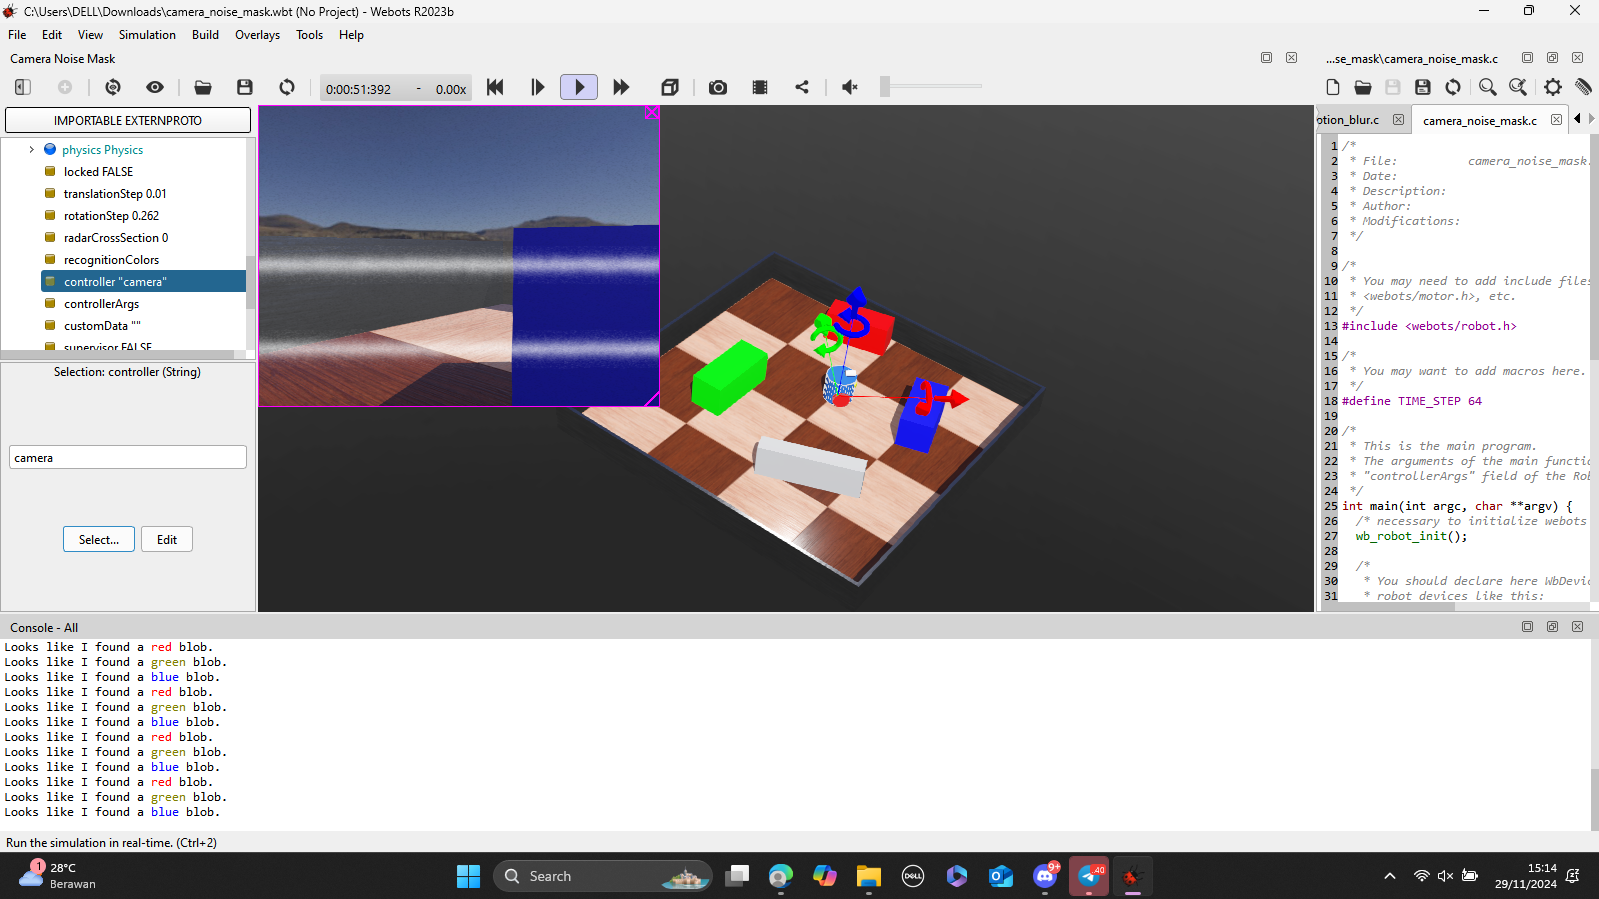 C:\Users\DELL\Downloads\camera_noise_mask.wbt (No Project) - Webots R2023b
File Edit View Simulation Build Overlays Tools Help
Camera Noise Mask
...se_mask\camera_noise_mask.c
0:00:51:392 - 0.00x
IMPORTABLE EXTERNPROTO
physics Physics
locked FALSE
translationStep 0.01
rotationStep 0.262
radarCrossSection 0
recognitionColors
controller "camera"
controllerArgs
customData ""
supervisor FALSE
Selection: controller (String)
camera
Select... Edit
otion_blur.c camera_noise_mask.c
1 /*
2 * File: camera_noise_mask.
3 * Date:
4 * Description:
5 * Author:
6 * Modifications:
7 */
8
9 /*
10 * You may need to add include files
11 * <webots/motor.h>, etc.
12 */
13 #include <webots/robot.h>
14
15 /*
16 * You may want to add macros here.
17 */
18 #define TIME_STEP 64
19
20 /*
21 * This is the main program.
22 * The arguments of the main functio
23 * "controllerArgs" field of the Rob
24 */
25 int main(int argc, char **argv) {
26 /* necessary to initialize webots
27 wb_robot_init();
28
29 /*
30 * You should declare here WbDevic
31 * robot devices like this:
Console - All
Looks like I found a red blob.
Looks like I found a green blob.
Looks like I found a blue blob.
Looks like I found a red blob.
Looks like I found a green blob.
Looks like I found a blue blob.
Looks like I found a red blob.
Looks like I found a green blob.
Looks like I found a blue blob.
Looks like I found a red blob.
Looks like I found a green blob.
Looks like I found a blue blob.
Run the simulation in real-time. (Ctrl+2)
1
28°C
Berawan
Search
DELL
9+
.40
15:14
29/11/2024